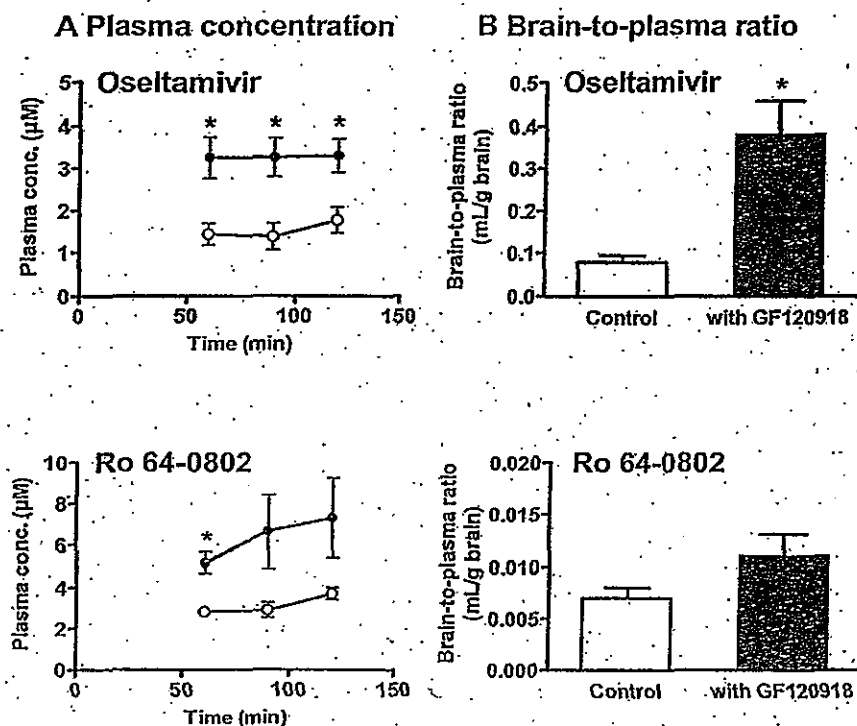 A Plasma concentration
Oseltamivir
Plasma conc. (µM)
5
4
3
2
1
0
* * *
0 50 100 150
Time (min)
B Brain-to-plasma ratio
Oseltamivir
Brain-to-plasma ratio
(mL/g brain)
0.5
0.4
0.3
0.2
0.1
0.0
*
Control with GF120918
Ro 64-0802
Plasma conc. (µM)
10
8
6
4
2
0
*
0 50 100 150
Time (min)
Ro 64-0802
Brain-to-plasma ratio
(mL/g brain)
0.020
0.015
0.010
0.005
0.000
Control with GF120918